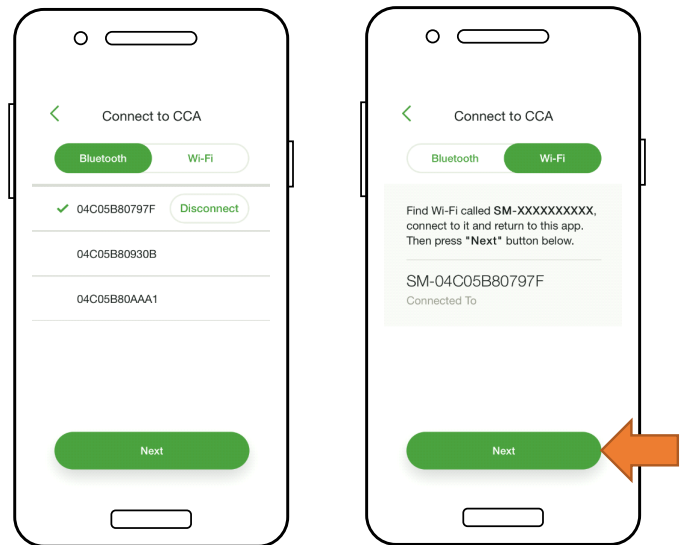 Connect to CCA
Bluetooth
Wi-Fi
04C05B80797F
Disconnect
04C05B80930B
04C05B80AAA1
Next
Connect to CCA
Bluetooth
Wi-Fi
Find Wi-Fi called SM-XXXXXXXXXX,
connect to it and return to this app.
Then press "Next" button below.
SM-04C05B80797F
Connected To
Next